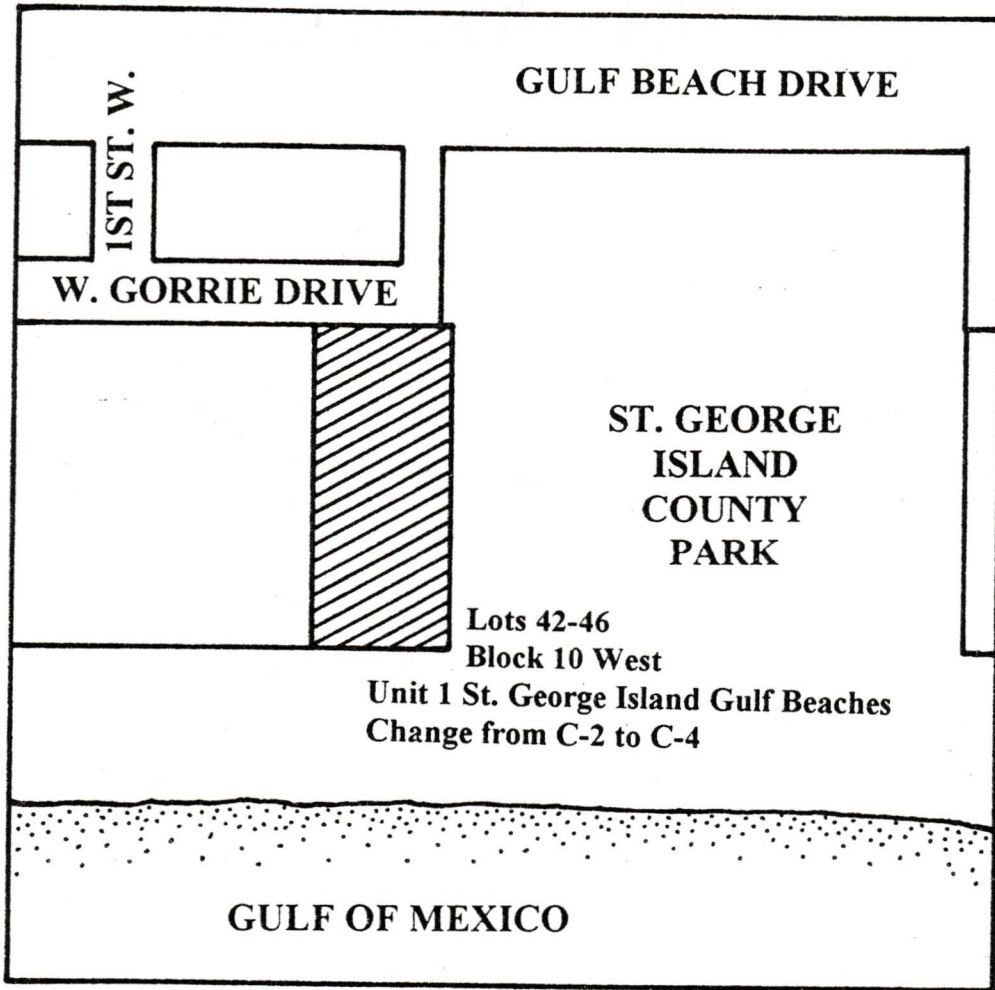 GULF BEACH DRIVE
1ST ST. W.
W. GORRIE DRIVE
ST. GEORGE
ISLAND
COUNTY
PARK
Lots 42-46
Block 10 West
Unit 1 St. George Island Gulf Beaches
Change from C-2 to C-4
GULF OF MEXICO